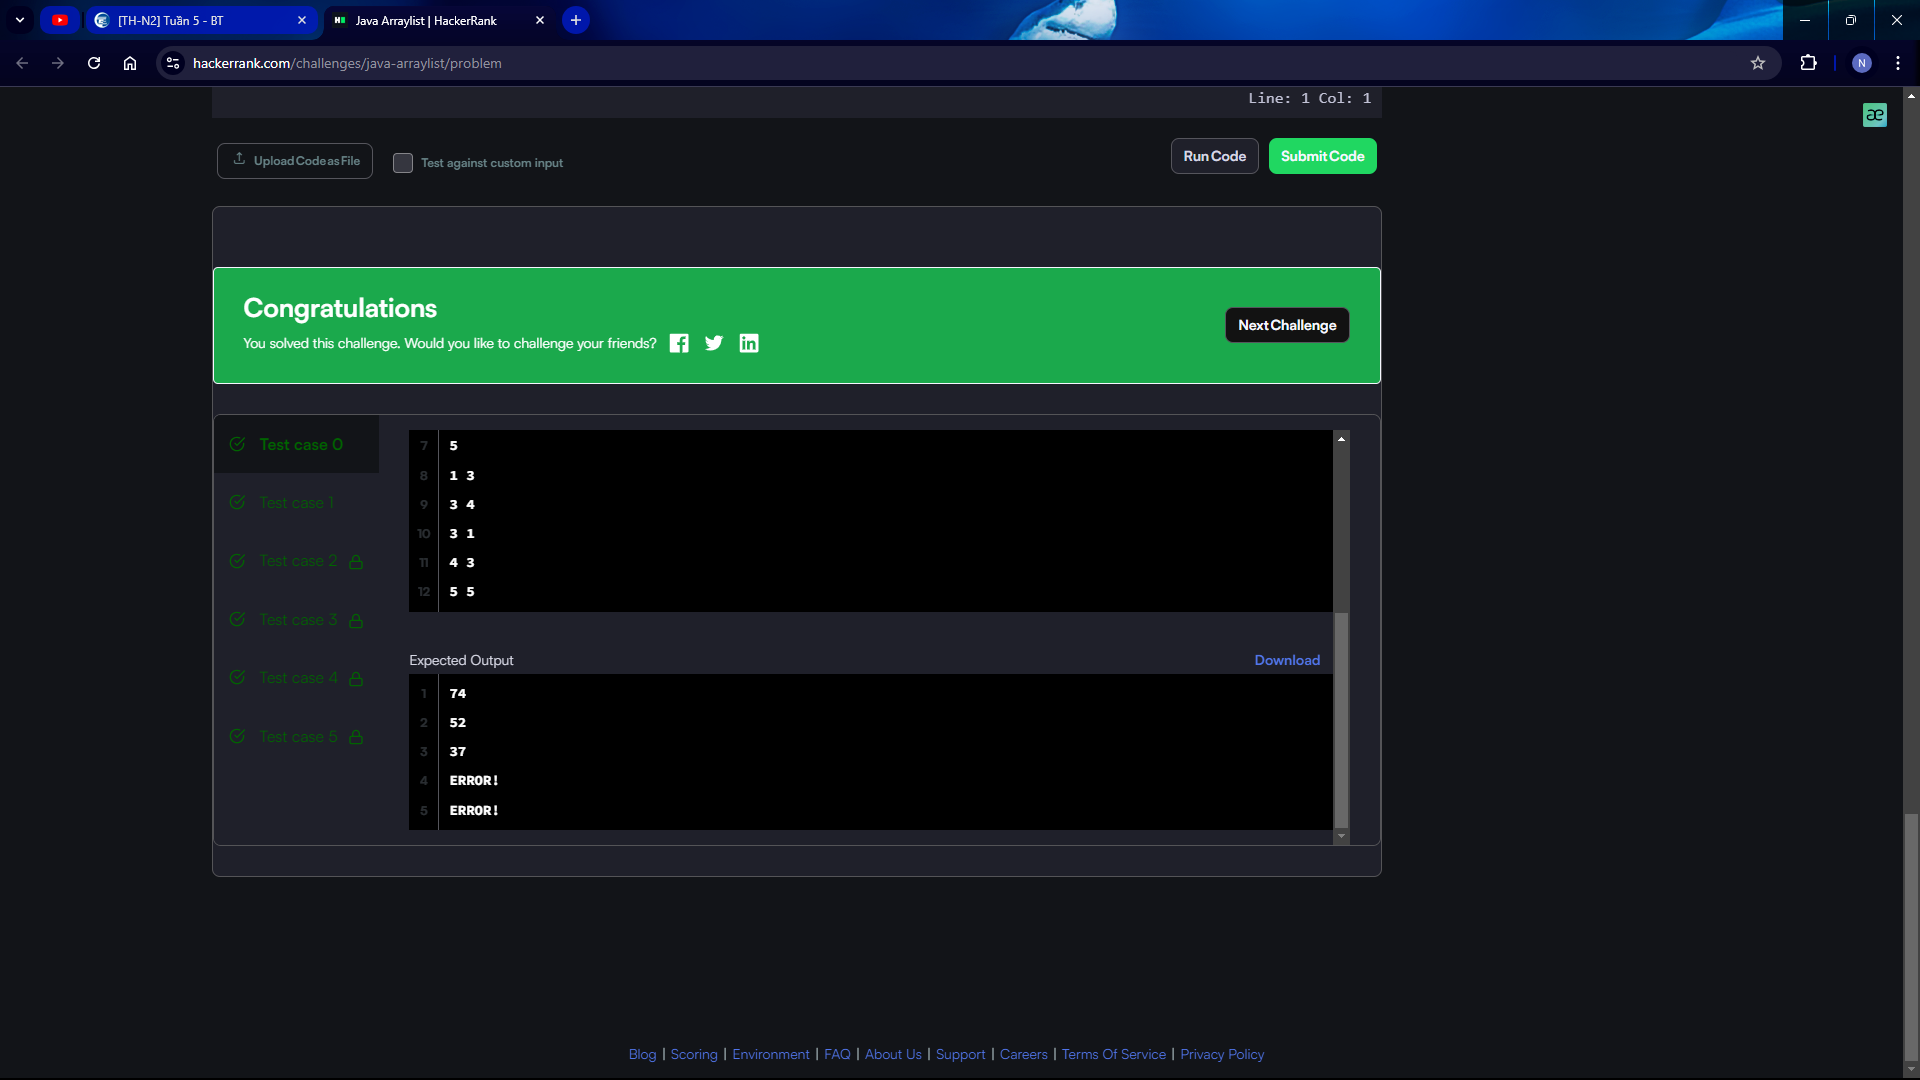 [TH-N2] Tuần 5 - BT
Java Arraylist | HackerRank
hackerrank.com/challenges/java-arraylist/problem
N
Line: 1 Col: 1
æ
Upload Code as File
Test against custom input
Run Code
Submit Code
Congratulations
You solved this challenge. Would you like to challenge your friends?
Next Challenge
Test case 0
Test case 1
Test case 2
Test case 3
Test case 4
Test case 5
7 5
8 1 3
9 3 4
10 3 1
11 4 3
12 5 5
Expected Output
Download
1 74
2 52
3 37
4 ERROR!
5 ERROR!
Blog | Scoring | Environment | FAQ | About Us | Support | Careers | Terms Of Service | Privacy Policy